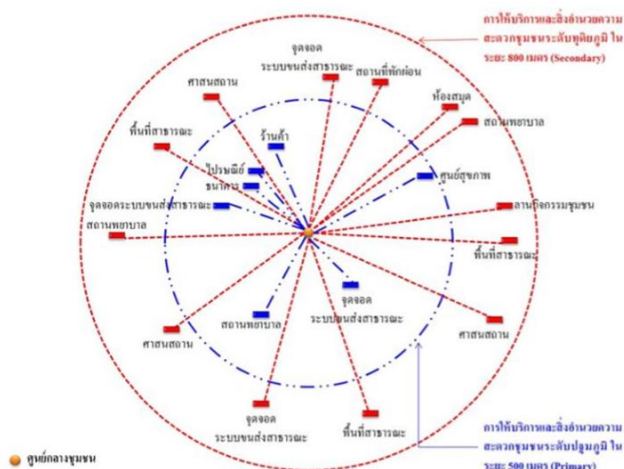 การให้บริการและสิ่งอำนวยความ
สะดวกชุมชนระดับทุติยภูมิ ใน
ระยะ 800 เมตร (Secondary)
จุดจอด
ระบบขนส่งสาธารณะ
สถานที่พักผ่อน
ศาสนสถาน
ห้องสมุด
สถานพยาบาล
พื้นที่สาธารณะ
ร้านค้า
ไปรษณีย์
ธนาคาร
ศูนย์สุขภาพ
จุดจอดระบบขนส่งสาธารณะ
ลานกิจกรรมชุมชน
สถานพยาบาล
พื้นที่สาธารณะ
จุดจอด
ระบบขนส่งสาธารณะ
สถานพยาบาล
ศาสนสถาน
ศาสนสถาน
จุดจอด
ระบบขนส่งสาธารณะ
พื้นที่สาธารณะ
การให้บริการและสิ่งอำนวยความ
สะดวกชุมชนระดับปฐมภูมิ ใน
ระยะ 500 เมตร (Primary)
ศูนย์กลางชุมชน